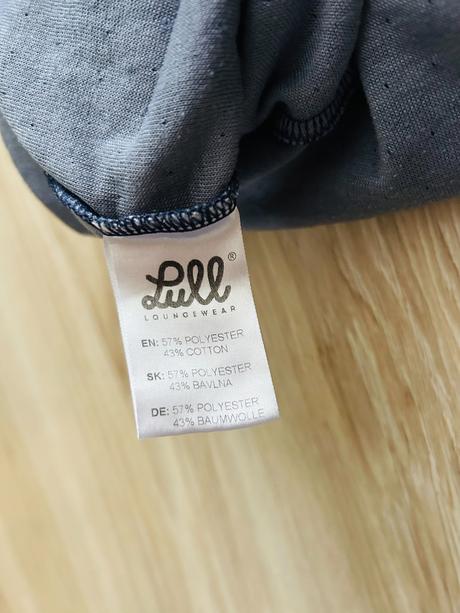 Lull®
LOUNGEWEAR
EN: 57% POLYESTER
43% COTTON
SK: 57% POLYESTER
43% BAVLNA
DE: 57% POLYESTER
43% BAUMWOLLE